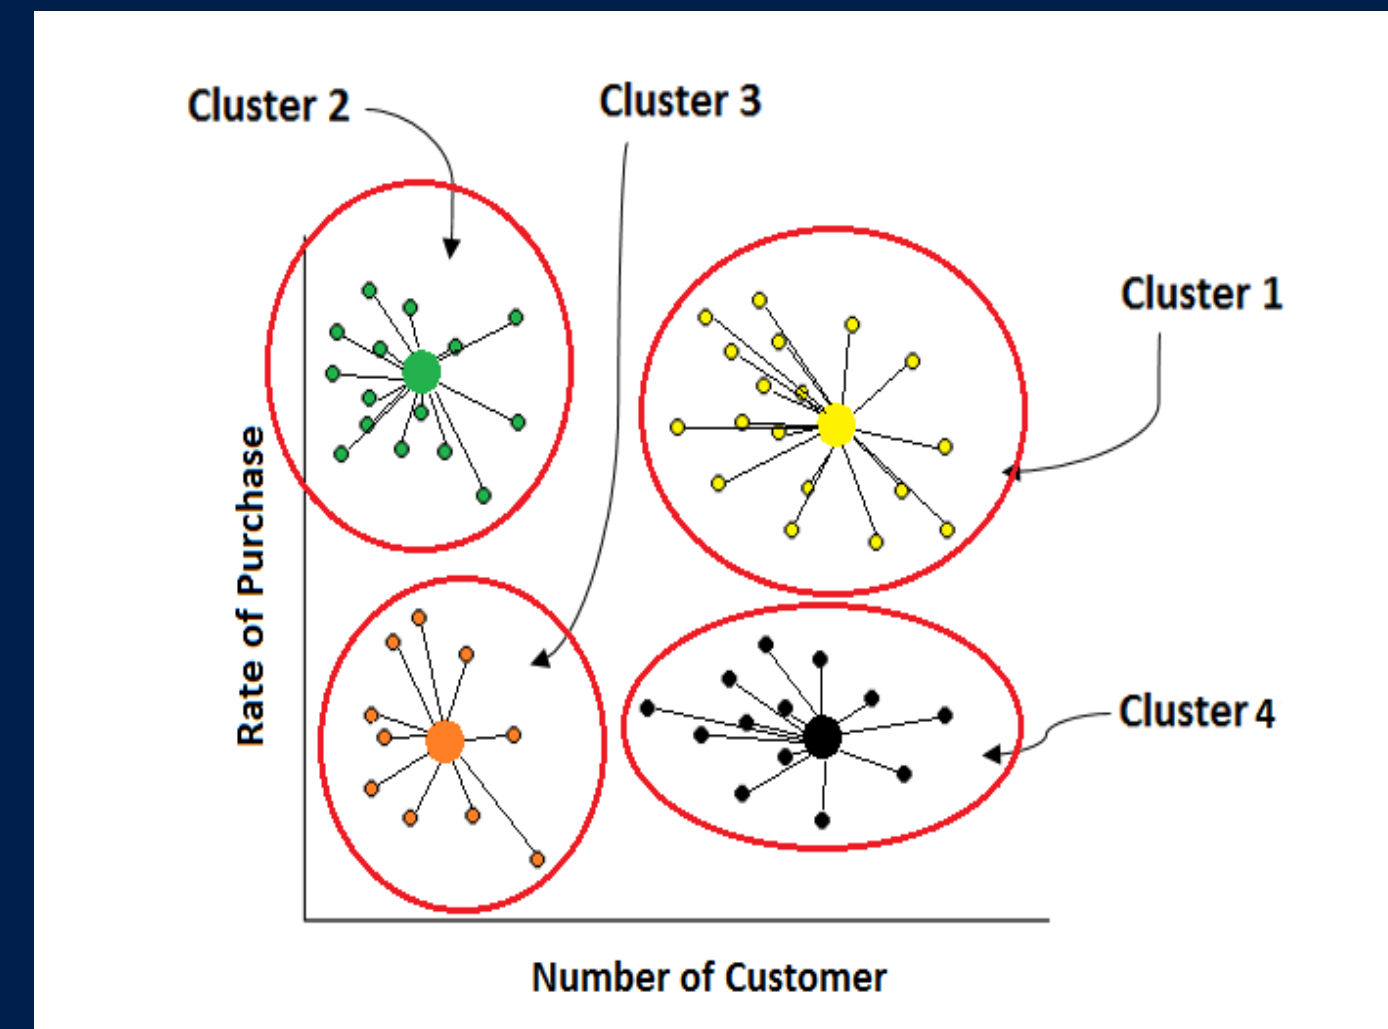 Cluster 2
Cluster 3
Cluster 1
Rate of Purchase
Cluster 4
Number of Customer